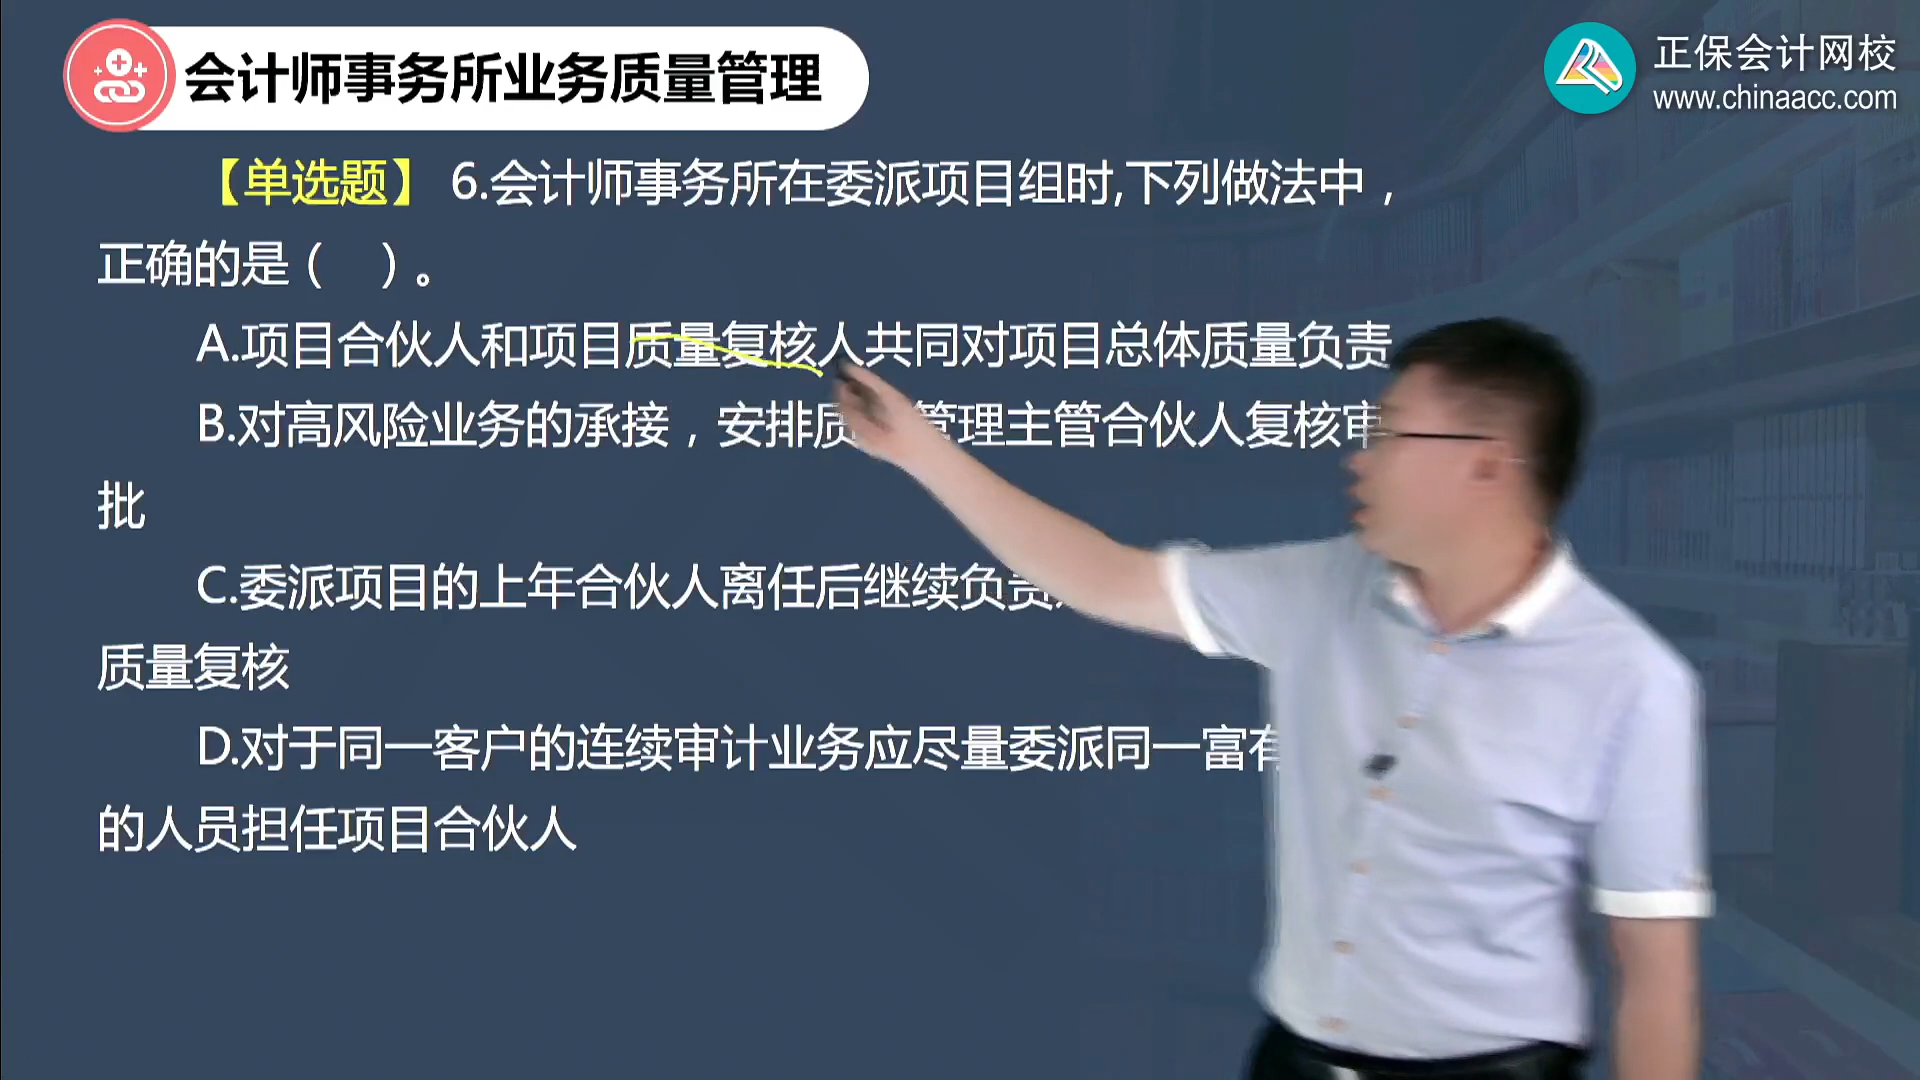 会计师事务所业务质量管理
正保会计网校
www.chinaacc.com
【单选题】 6.会计师事务所在委派项目组时,下列做法中，
正确的是（ ）。
A.项目合伙人和项目质量复核人共同对项目总体质量负责
B.对高风险业务的承接，安排质 管理主管合伙人复核审
批
C.委派项目的上年合伙人离任后继续负责
质量复核
D.对于同一客户的连续审计业务应尽量委派同一富有
的人员担任项目合伙人